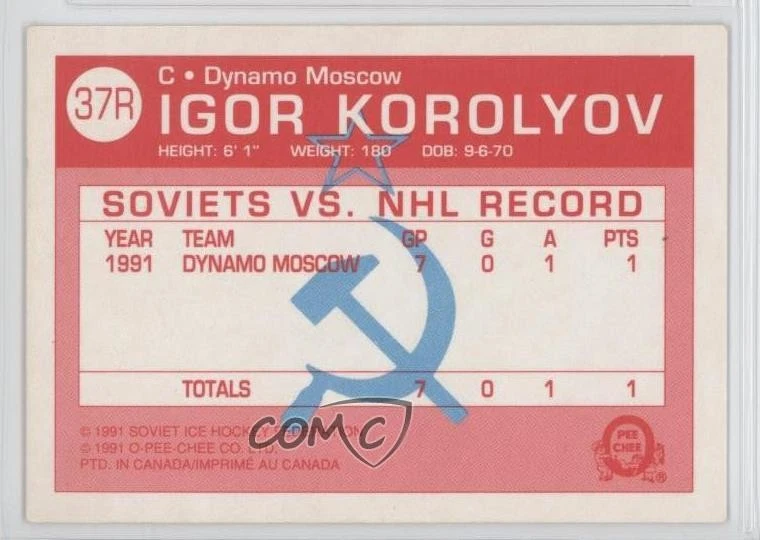 37R
C • Dynamo Moscow
IGOR KOROLYOV
HEIGHT: 6' 1" WEIGHT: 180 DOB: 9-6-70
SOVIETS VS. NHL RECORD
YEAR TEAM GP G A PTS
1991 DYNAMO MOSCOW 7 0 1 1
TOTALS 7 0 1 1
© 1991 SOVIET ICE HOCKEY FEDERATION
© 1991 O-PEE-CHEE CO. LTD.
PTD. IN CANADA/IMPRIMÉ AU CANADA
COMC
O PEE CHEE ®